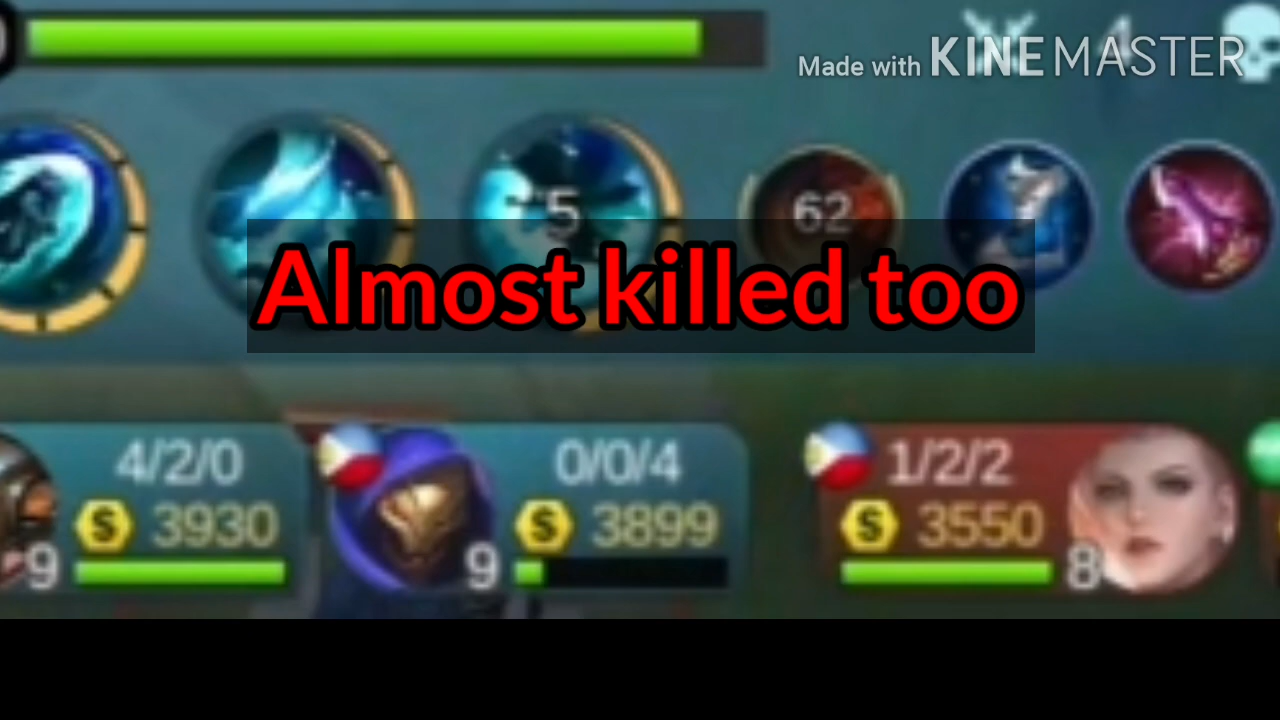 Made with KINEMASTER
4
5
62
Almost killed too
4/2/0 0/0/4 1/2/2
S 3930 S 3899 S 3550
9 9 8